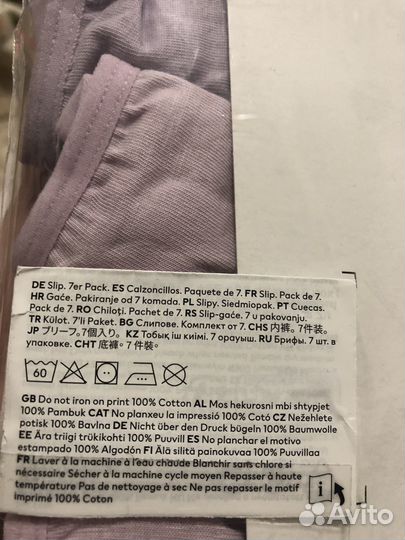 DE Slip. 7er Pack. ES Calzoncillos. Paquete de 7. FR Slip. Pack de 7.
HR Gaće. Pakiranje od 7 komada. PL Slipy. Siedmiopak. PT Cuecas.
Pack de 7. RO Chiloți. Pachet de 7. RS Slip-gaće. 7 u pakovanju.
TR Külot. 7'li Paket. BG Слипове. Комплект от 7. CHS 内裤。7件装。
JP ブリーフ。7個入り。 KZ Тобық іш киімі. 7 орауыш. RU Брифы. 7 шт. в
упаковке. CHT 底褲。7 件裝。
60
GB Do not iron on print 100% Cotton AL Mos hekurosni mbi shtypjet
100% Pambuk CAT No planxeu la impressió 100% Cotó CZ Nežehlete
potisk 100% Bavlna DE Nicht über den Druck bügeln 100% Baumwolle
EE Ära triigi trükikohti 100% Puuvill ES No planchar el motivo
estampado 100% Algodón FI Älä silitä painokuvaa 100% Puuvillaa
FR Laver à la machine à l'eau chaude Blanchir sans chlore si
nécessaire Sécher à la machine cycle moyen Repasser à haute
température Pas de nettoyage à sec Ne pas repasser le motif
imprimé 100% Coton
i
Avito